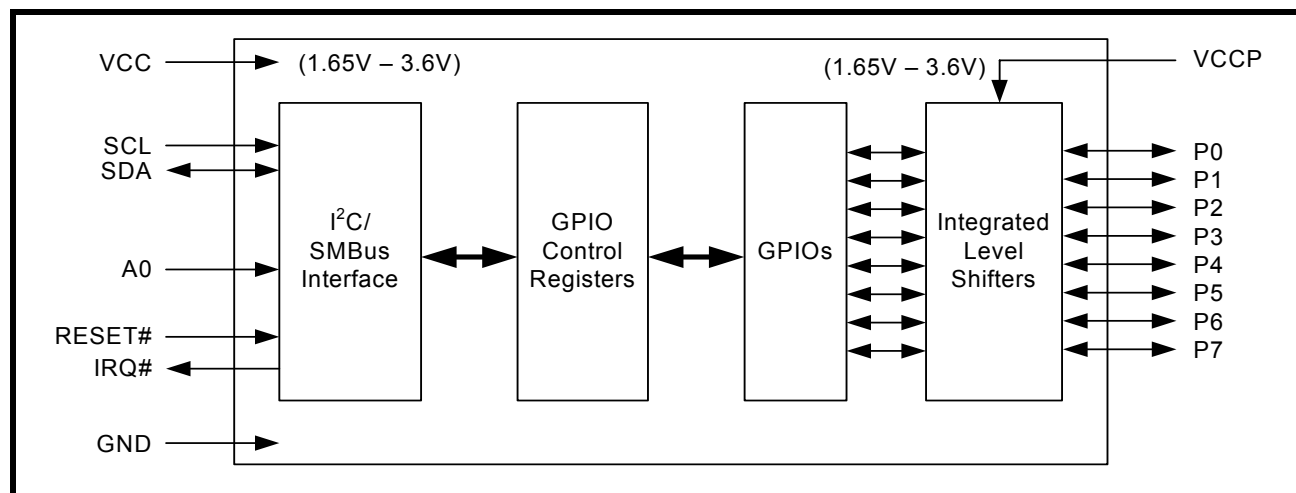 VCC
(1.65V – 3.6V)
(1.65V – 3.6V)
VCCP
SCL
SDA
A0
RESET#
IRQ#
GND
I²C/
SMBus
Interface
GPIO
Control
Registers
GPIOs
Integrated
Level
Shifters
P0
P1
P2
P3
P4
P5
P6
P7